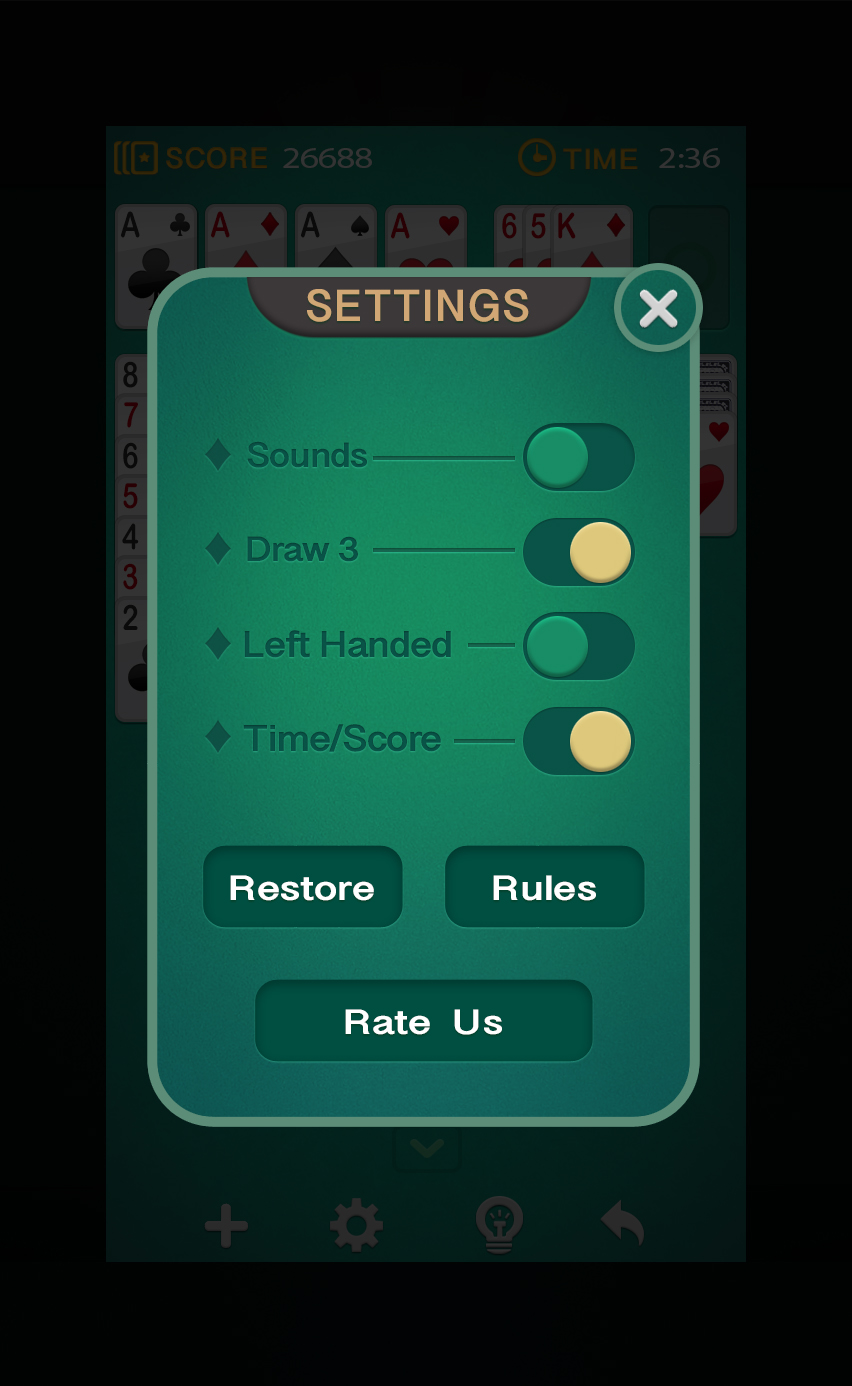 SCORE 26688 TIME 2:36
A A A A 6 5 K
SETTINGS
8
7
6
5
4
3
2
Sounds
Draw 3
Left Handed
Time/Score
Restore Rules
Rate Us